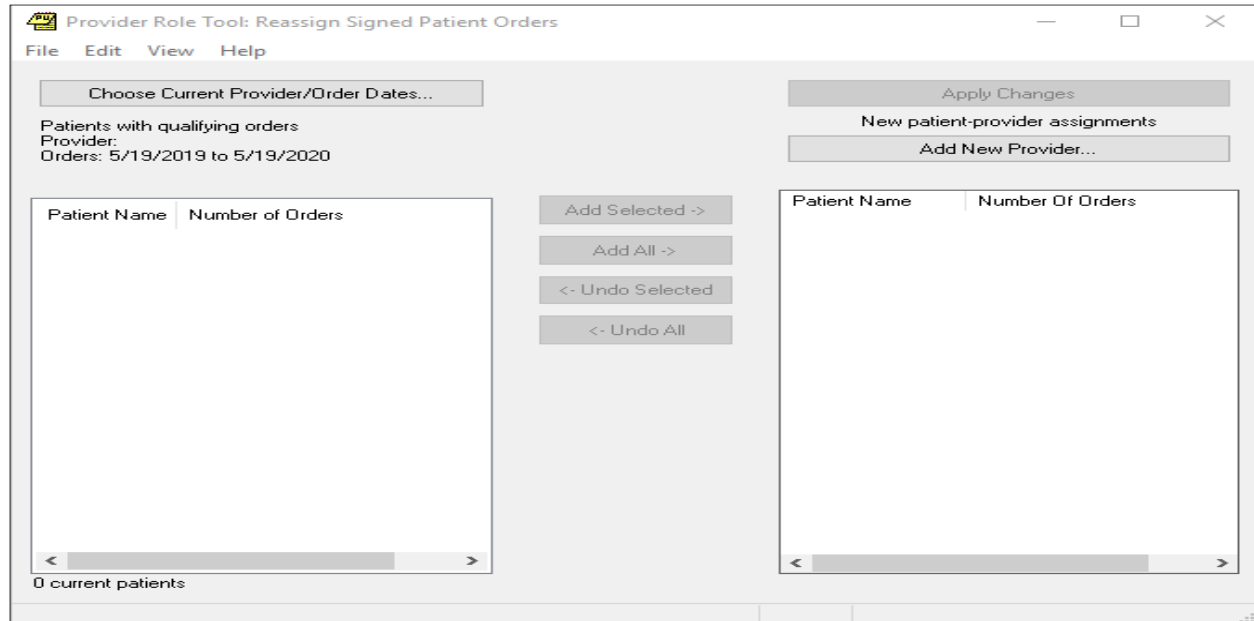 Provider Role Tool: Reassign Signed Patient Orders
File Edit View Help
Choose Current Provider/Order Dates...
Patients with qualifying orders
Provider:
Orders: 5/19/2019 to 5/19/2020
Patient Name Number of Orders
0 current patients
Add Selected ->
Add All ->
<- Undo Selected
<- Undo All
Apply Changes
New patient-provider assignments
Add New Provider...
Patient Name Number Of Orders